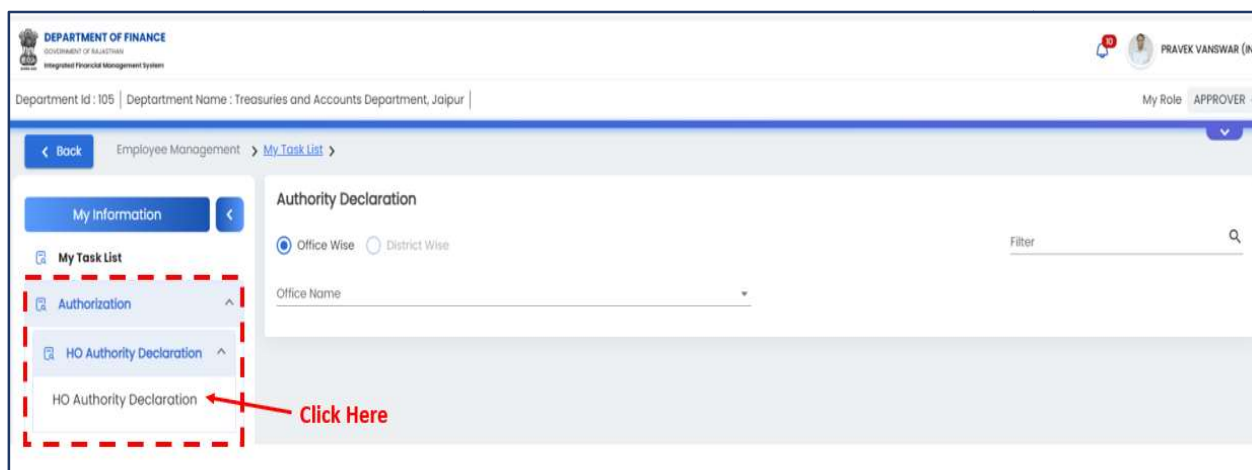 DEPARTMENT OF FINANCE
GOVERNMENT OF RAJASTHAN
Integrated Financial Management System
10
PRAVEK VANSWAR (IN
Department Id : 105 | Deptartment Name : Treasuries and Accounts Department, Jaipur |
My Role APPROVER
Back
Employee Management > My Task List >
My Information
Authority Declaration
Office Wise District Wise
Filter
My Task List
Authorization
Office Name
HO Authority Declaration
HO Authority Declaration
Click Here